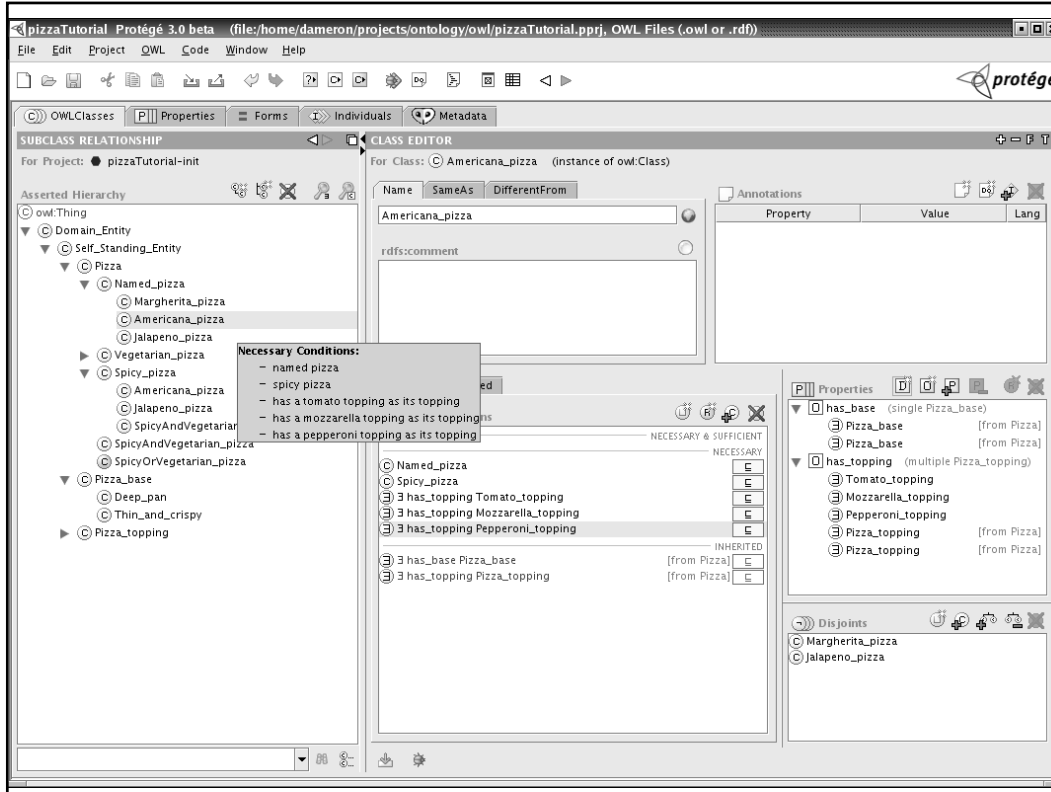 pizzaTutorial Protégé 3.0 beta (file:/home/dameron/projects/ontology/owl/pizzaTutorial.pprj, OWL Files (.owl or .rdf))
File Edit Project OWL Code Window Help
protégé
OWLClasses Properties Forms Individuals Metadata
SUBCLASS RELATIONSHIP
For Project: pizzaTutorial-init
Asserted Hierarchy
owl:Thing
Domain_Entity
Self_Standing_Entity
Pizza
Named_pizza
Margherita_pizza
Americana_pizza
Jalapeno_pizza
Vegetarian_pizza
Spicy_pizza
Americana_pizza
Jalapeno_pizza
SpicyAndVegetarian
SpicyAndVegetarian_pizza
SpicyOrVegetarian_pizza
Pizza_base
Deep_pan
Thin_and_crispy
Pizza_topping
Necessary Conditions:
– named pizza
– spicy pizza
– has a tomato topping as its topping
– has a mozzarella topping as its topping
– has a pepperoni topping as its topping
CLASS EDITOR
For Class: Americana_pizza (instance of owl:Class)
Name SameAs DifferentFrom
Americana_pizza
rdfs:comment
Annotations
Property Value Lang
NECESSARY & SUFFICIENT
NECESSARY
Named_pizza
Spicy_pizza
∃ has_topping Tomato_topping
∃ has_topping Mozzarella_topping
∃ has_topping Pepperoni_topping
INHERITED
∃ has_base Pizza_base [from Pizza]
∃ has_topping Pizza_topping [from Pizza]
Properties
has_base (single Pizza_base)
Pizza_base [from Pizza]
Pizza_base [from Pizza]
has_topping (multiple Pizza_topping)
Tomato_topping
Mozzarella_topping
Pepperoni_topping
Pizza_topping [from Pizza]
Pizza_topping [from Pizza]
Disjoints
Margherita_pizza
Jalapeno_pizza